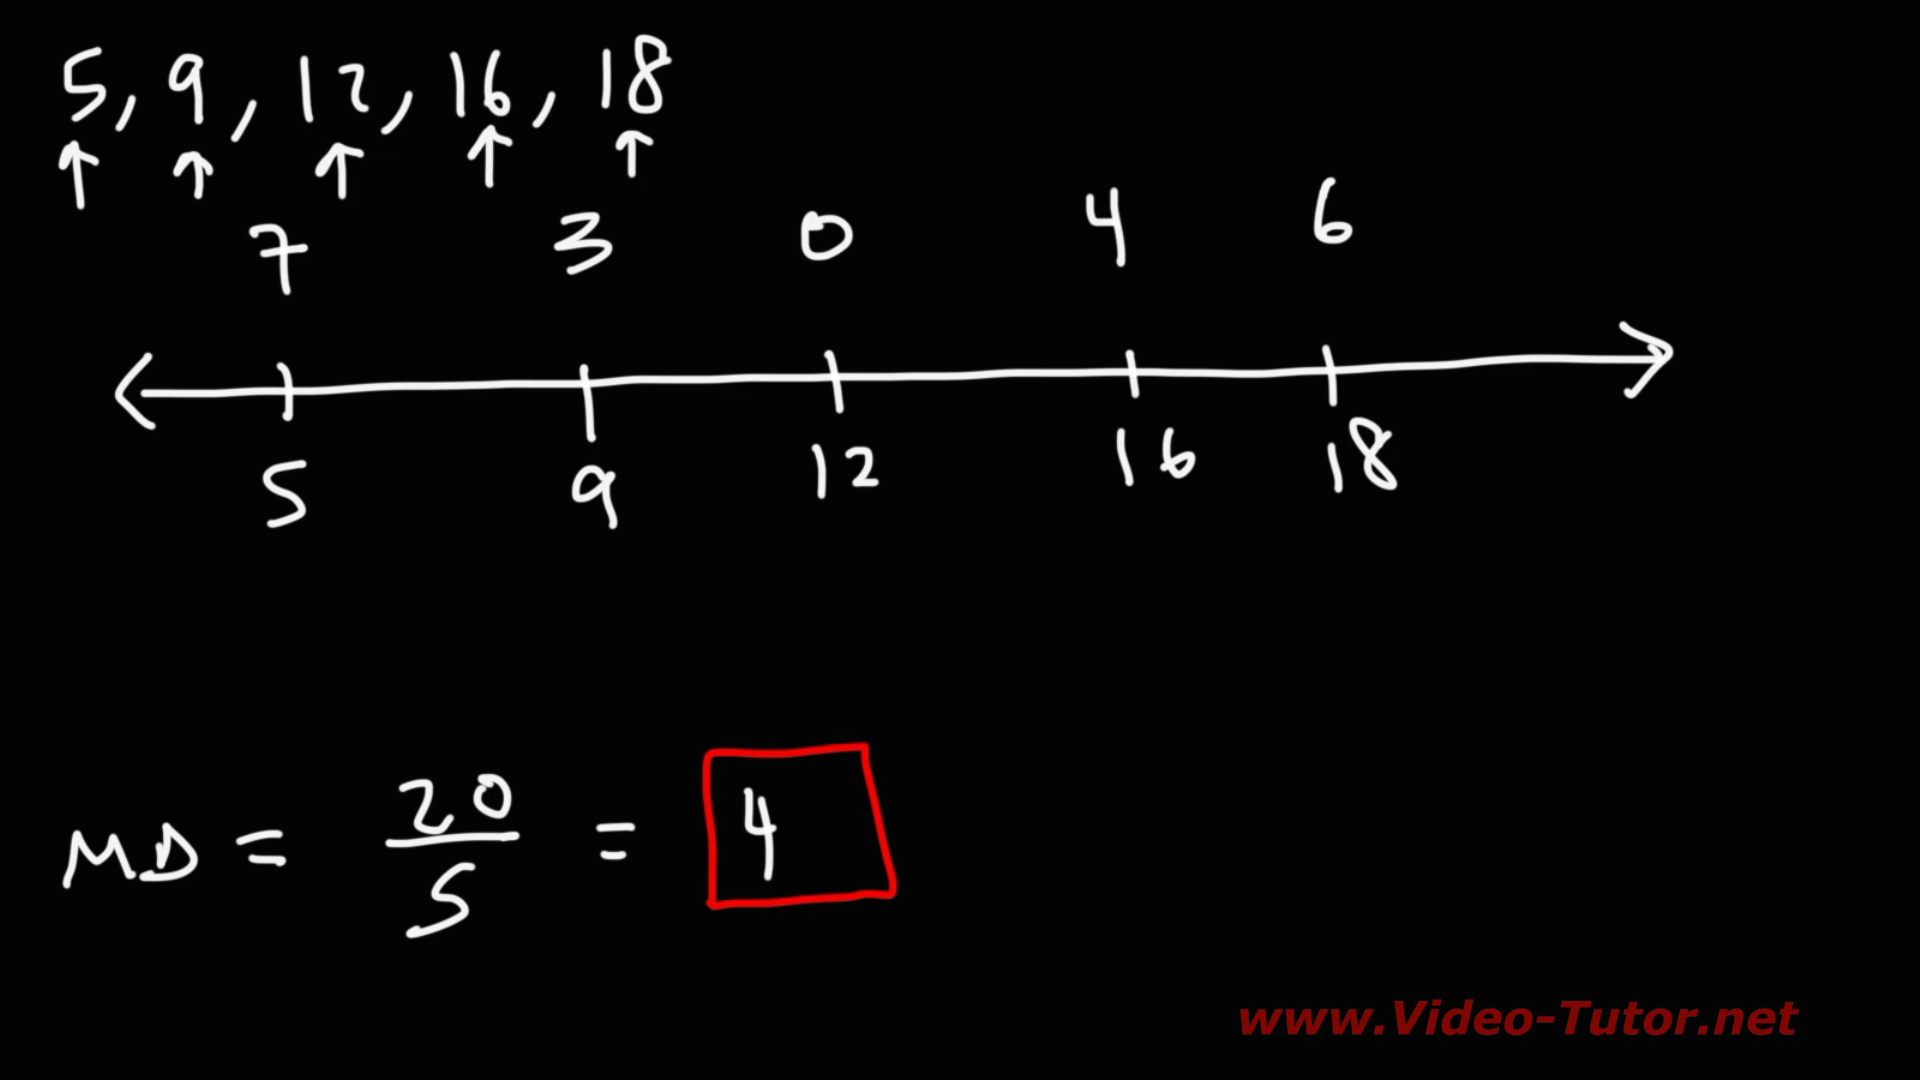 5, 9, 12, 16, 18
7 3 0 4 6
5 9 12 16 18
MD = 20/5 = 4
www.Video-Tutor.net